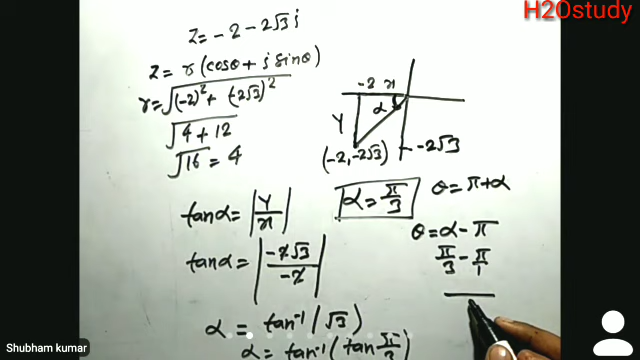 H2Ostudy
z = -2 - 2√3 i
z = r (cosθ + i sinθ)
r = √(-2)² + (-2√3)²
√4 + 12
√16 = 4
tanα = |Y/x|
tanα = |-2√3/-2|
α = tan⁻¹(√3)
α = tan⁻¹(tan π/3)
-2 x
α
Y
(-2, -2√3)
-2√3
α = π/3
θ = π + α
θ = α - π
π/3 - π/1
Shubham kumar